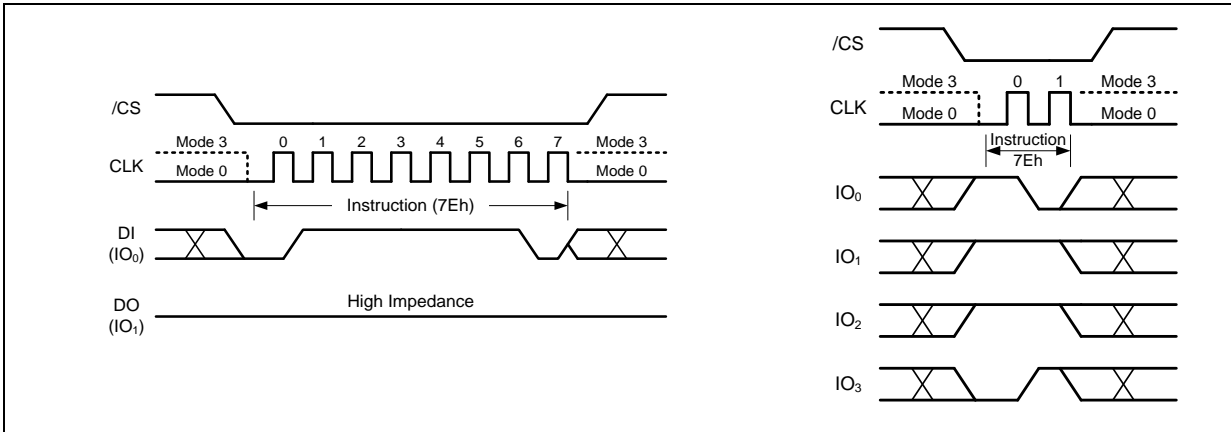 /CS
Mode 3 0 1 2 3 4 5 6 7 Mode 3
CLK
Mode 0 Mode 0
Instruction (7Eh)
DI
(IO₀)
High Impedance
DO
(IO₁)
/CS
Mode 3 0 1 Mode 3
CLK
Mode 0 Mode 0
Instruction
7Eh
IO₀
IO₁
IO₂
IO₃